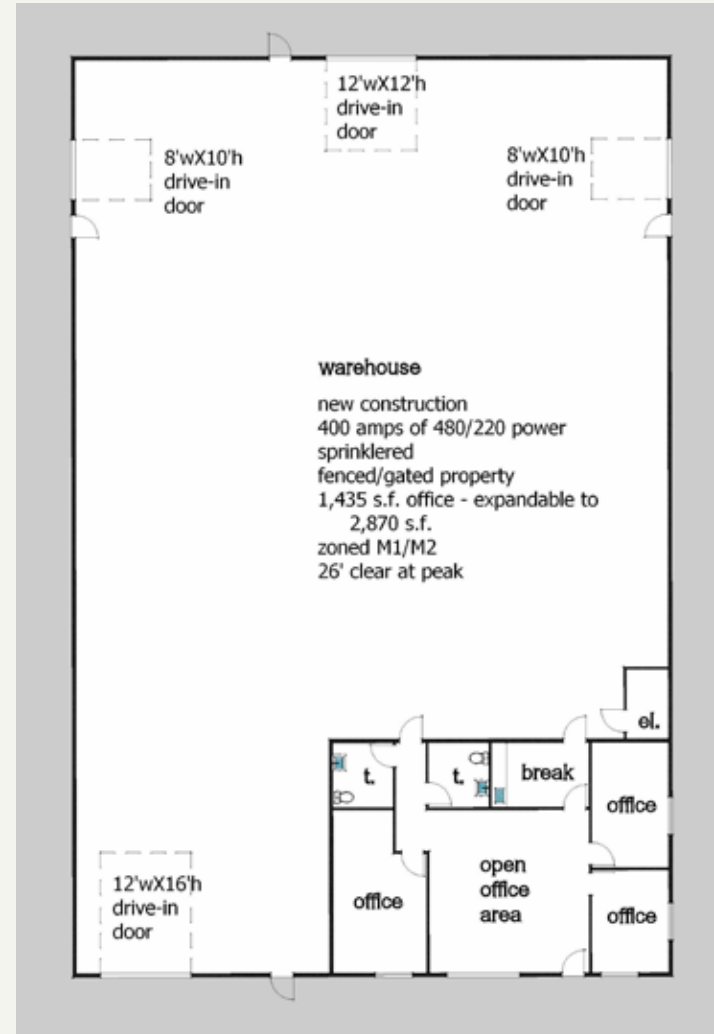 12'wX12'h
drive-in
door
8'wX10'h
drive-in
door
8'wX10'h
drive-in
door
warehouse
new construction
400 amps of 480/220 power
sprinklered
fenced/gated property
1,435 s.f. office - expandable to
2,870 s.f.
zoned M1/M2
26' clear at peak
el.
t.
t.
break
office
open
office
area
office
office
12'wX16'h
drive-in
door